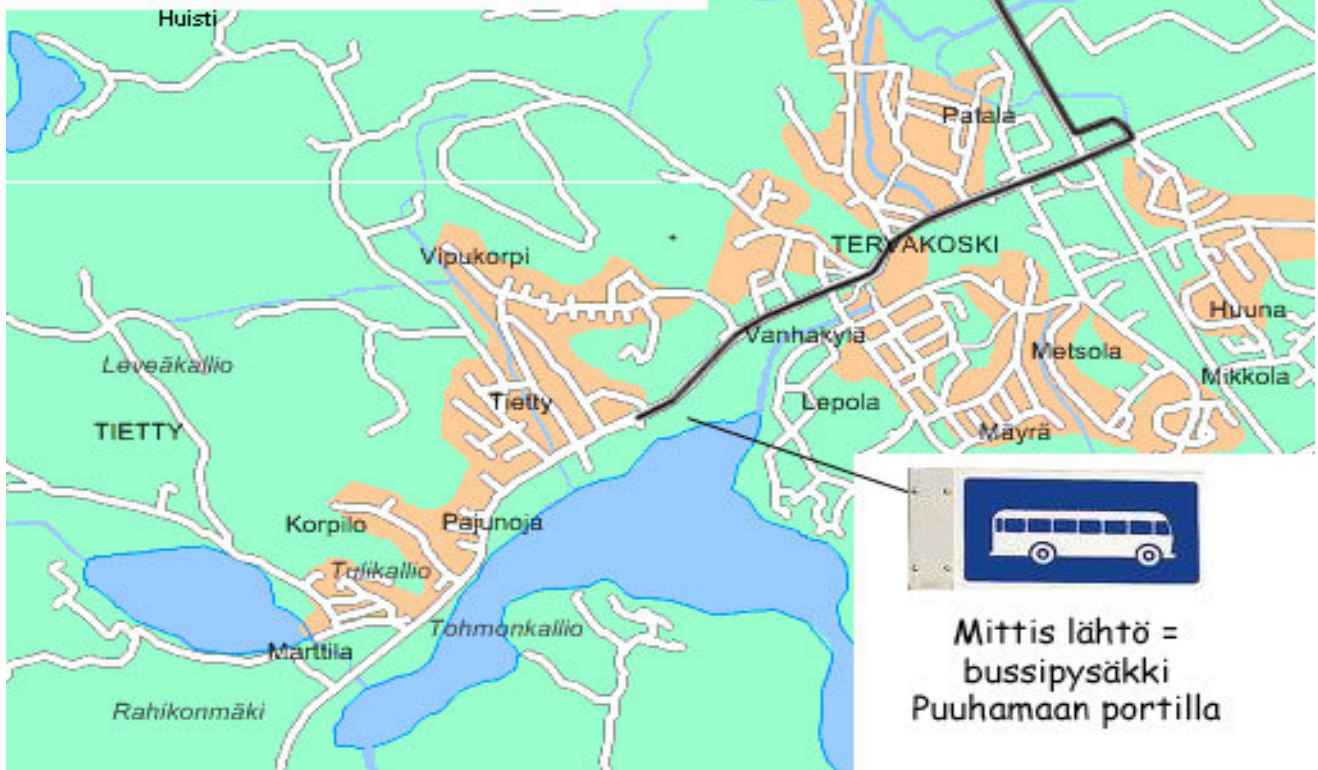 Huisti
Patala
TERVAKOSKI
Vipukorpi
Huuna
Vanhakylä
Metsola
Leveäkallio
Mikkola
Tietty
Lepola
TIETTY
Mäyrä
Korpilo
Pajunoja
Tulikallio
Tohmonkallio
Marttila
Rahikonmäki
Mittis lähtö =
bussipysäkki
Puuhamaan portilla